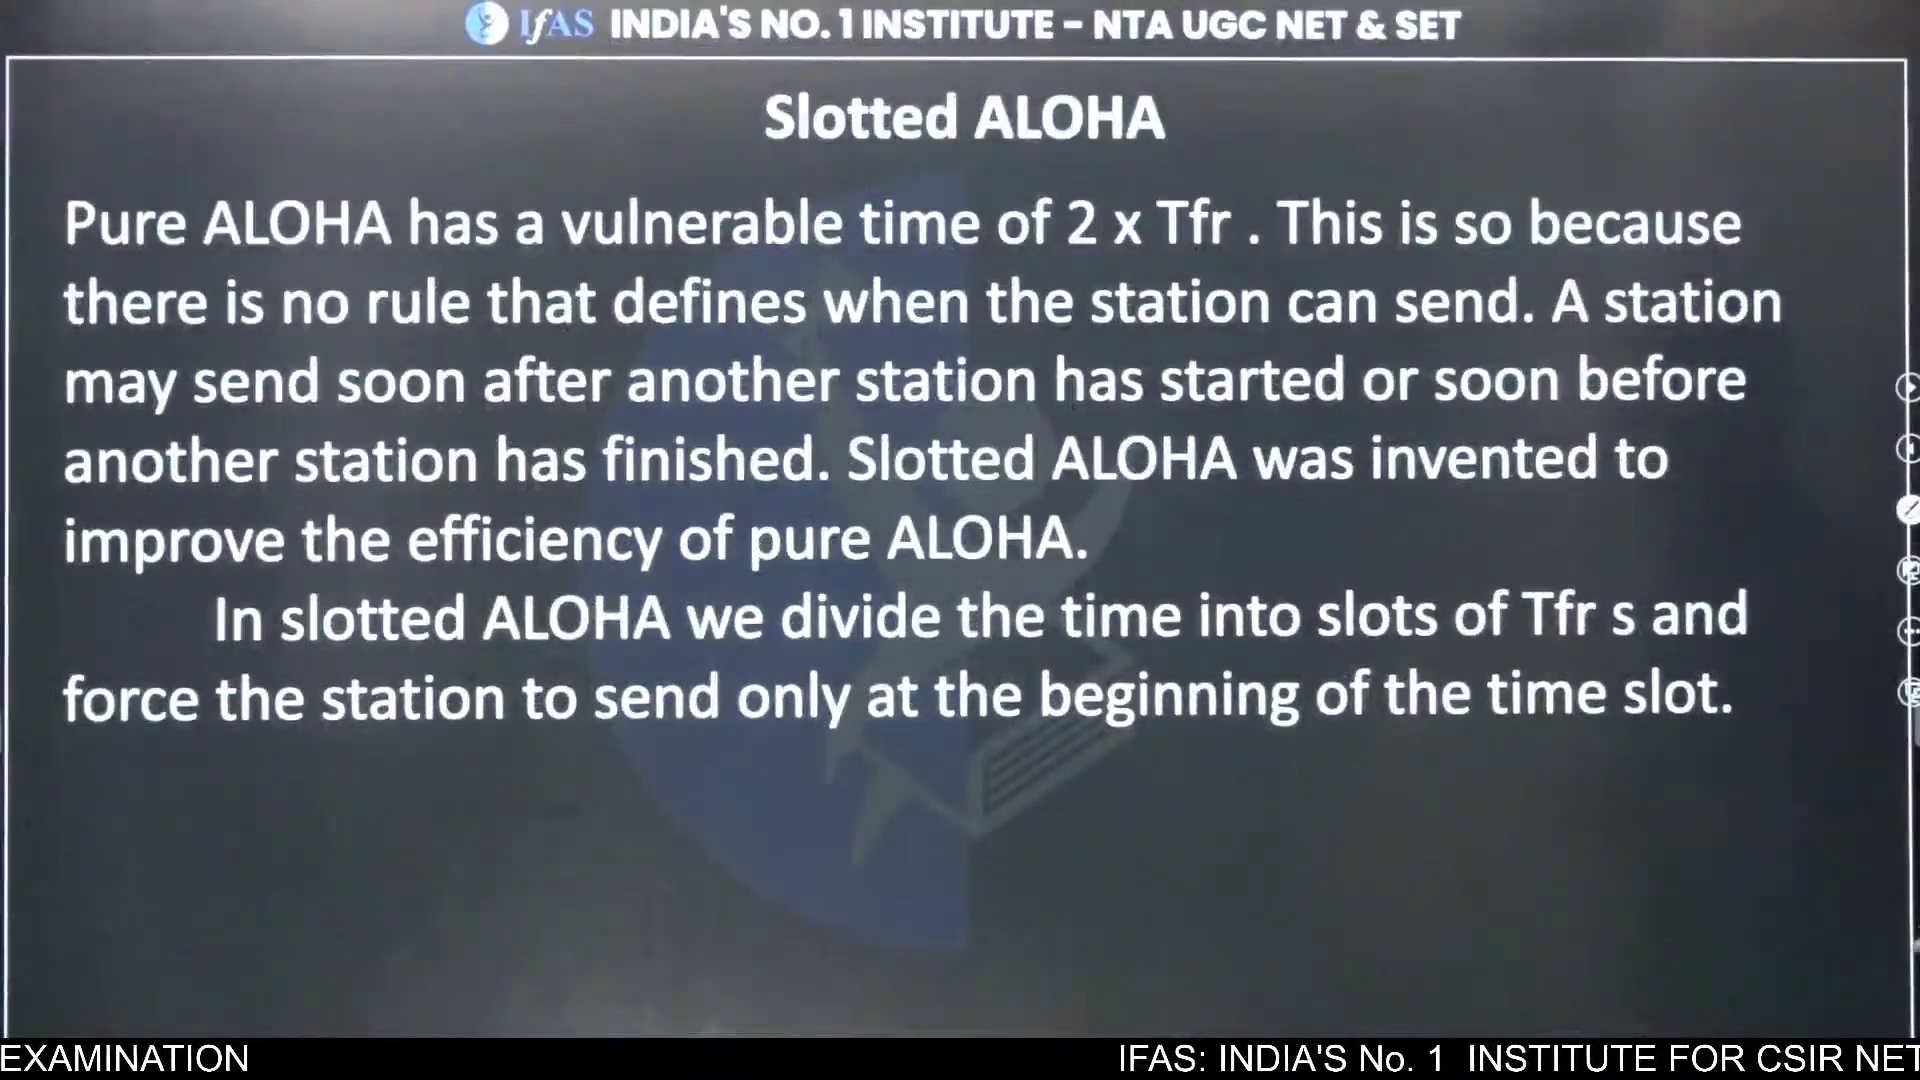 IfAS INDIA'S NO. 1 INSTITUTE – NTA UGC NET & SET
Slotted ALOHA
Pure ALOHA has a vulnerable time of 2 x Tfr . This is so because
there is no rule that defines when the station can send. A station
may send soon after another station has started or soon before
another station has finished. Slotted ALOHA was invented to
improve the efficiency of pure ALOHA.
In slotted ALOHA we divide the time into slots of Tfr s and
force the station to send only at the beginning of the time slot.
EXAMINATION
IFAS: INDIA'S No. 1 INSTITUTE FOR CSIR NET